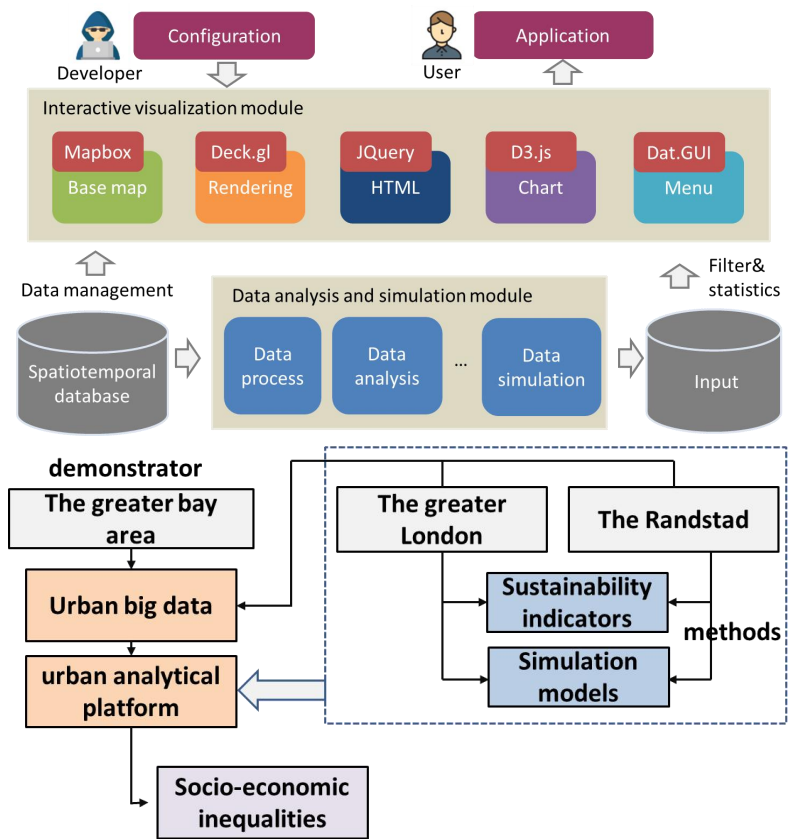 Configuration
Application
Developer
User
Interactive visualization module
Mapbox
Base map
Deck.gl
Rendering
JQuery
HTML
D3.js
Chart
Dat.GUI
Menu
Data management
Filter&
statistics
Data analysis and simulation module
Spatiotemporal
database
Data
process
Data
analysis
...
Data
simulation
Input
demonstrator
The greater bay
area
The greater
London
The Randstad
Urban big data
Sustainability
indicators
methods
urban analytical
platform
Simulation
models
Socio-economic
inequalities